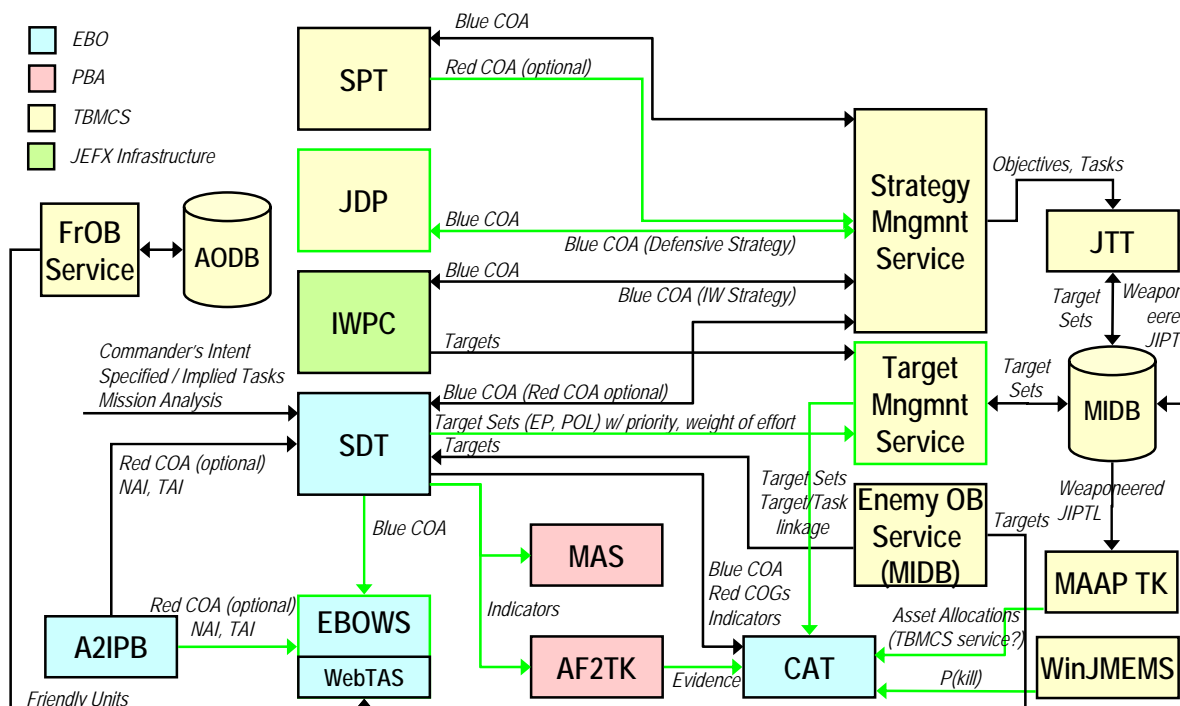 EBO
PBA
TBMCS
JEFX Infrastructure
Blue COA
SPT
Red COA (optional)
JDP
Blue COA
Blue COA (Defensive Strategy)
Strategy
Mngmnt
Service
Objectives, Tasks
JTT
FrOB
Service
AODB
IWPC
Blue COA
Blue COA (IW Strategy)
Targets
Target
Sets
Weapon
eere
JIPT
Commander's Intent
Specified / Implied Tasks
Mission Analysis
Target
Mngmnt
Service
Target
Sets
MIDB
SDT
Blue COA (Red COA optional)
Target Sets (EP, POL) w/ priority, weight of effort
Targets
Red COA (optional)
NAI, TAI
Target Sets
Target/Task
linkage
Enemy OB
Service
(MIDB)
Targets
Weaponeered
JIPTL
Blue COA
MAS
Indicators
Blue COA
Red COGs
Indicators
MAAP TK
Red COA (optional)
NAI, TAI
A2IPB
EBOWS
WebTAS
AF2TK
Evidence
CAT
Asset Allocations
(TBMCS service?)
P(kill)
WinJMEMS
Friendly Units